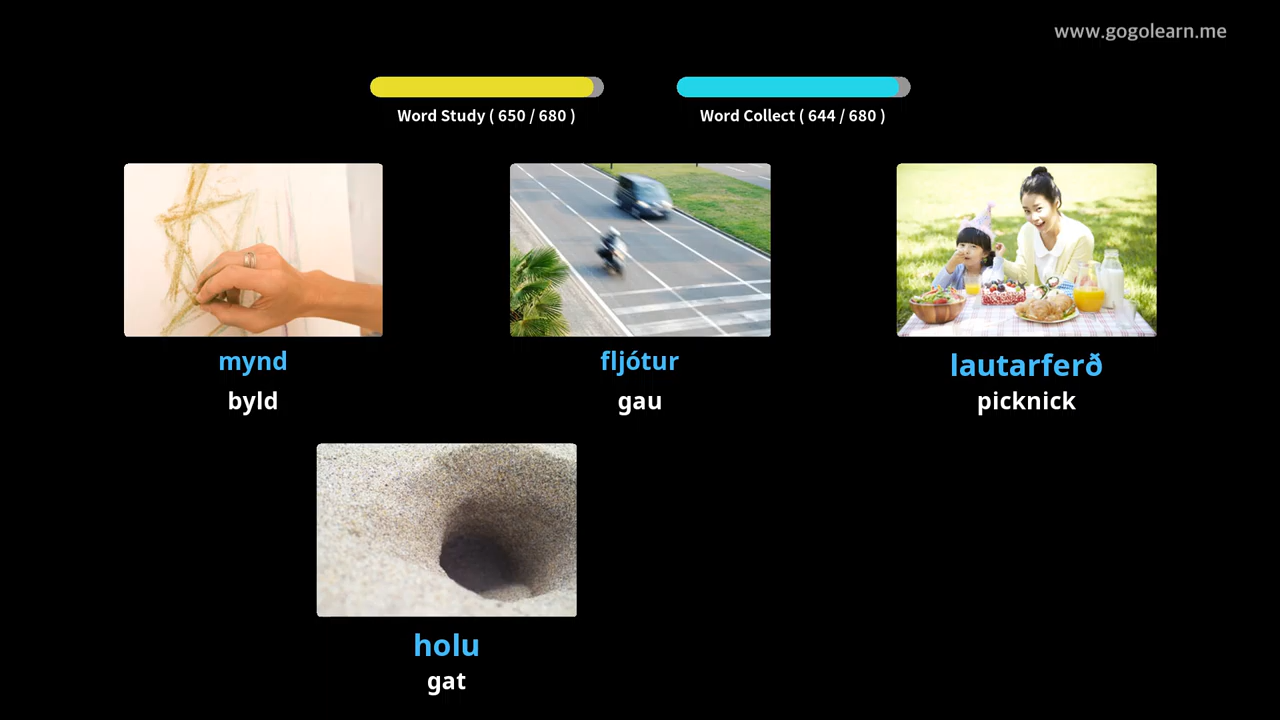 www.gogolearn.me
Word Study ( 650 / 680 )
Word Collect ( 644 / 680 )
mynd
byld
fljótur
gau
lautarferð
picknick
holu
gat